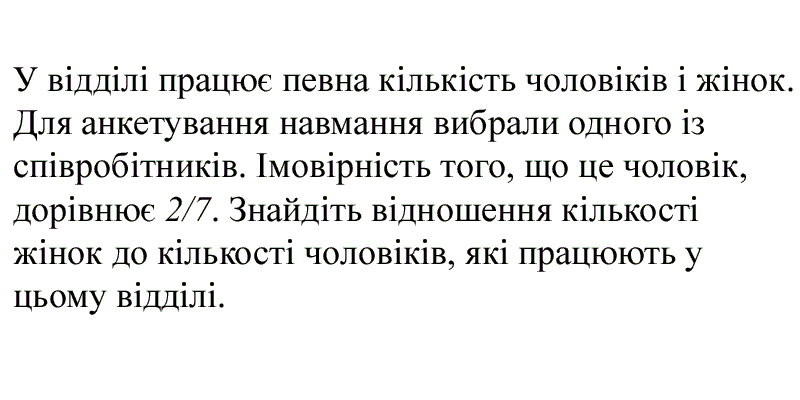 У відділі працює певна кількість чоловіків і жінок.
Для анкетування навмання вибрали одного із
співробітників. Імовірність того, що це чоловік,
дорівнює 2/7. Знайдіть відношення кількості
жінок до кількості чоловіків, які працюють у
цьому відділі.